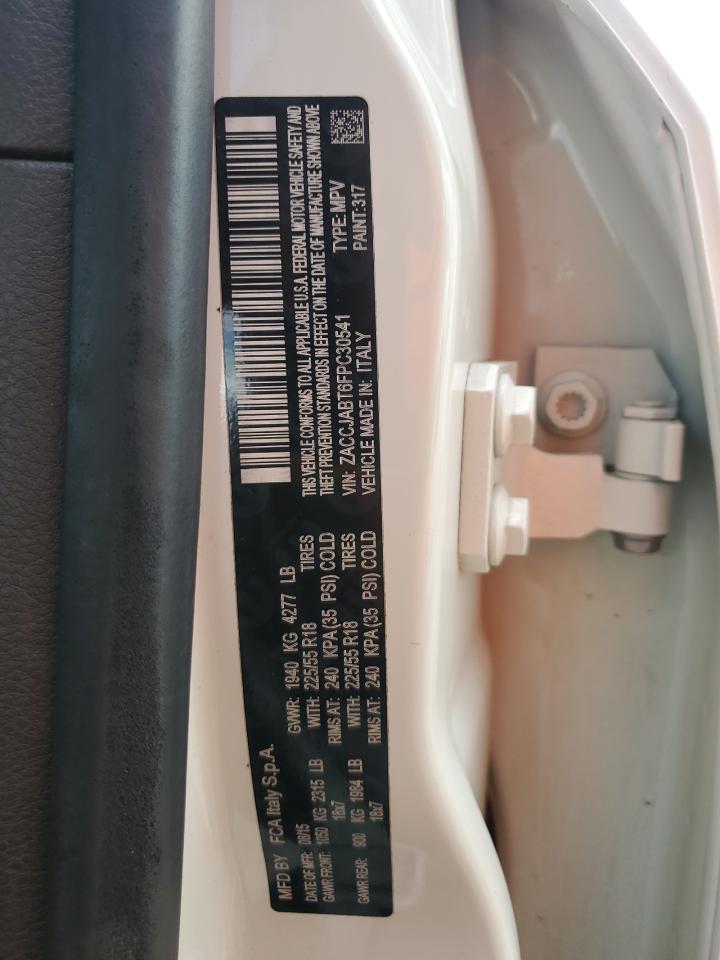 MFD BY FCA Italy S.p.A.
DATE OF MFR: 08/15
GVWR: 1940 KG 4277 LB
GAWR FRONT: 1050 KG 2315 LB
WITH: 225/55 R18 TIRES
18x7
RIMS AT: 240 KPA (35 PSI) COLD
GAWR REAR: 900 KG 1984 LB
WITH: 225/55 R18 TIRES
18x7
RIMS AT: 240 KPA (35 PSI) COLD
THIS VEHICLE CONFORMS TO ALL APPLICABLE U.S.A. FEDERAL MOTOR VEHICLE SAFETY AND
THEFT PREVENTION STANDARDS IN EFFECT ON THE DATE OF MANUFACTURE SHOWN ABOVE
VIN: ZACCJABT6FPC30541 TYPE: MPV
VEHICLE MADE IN: ITALY PAINT: 317